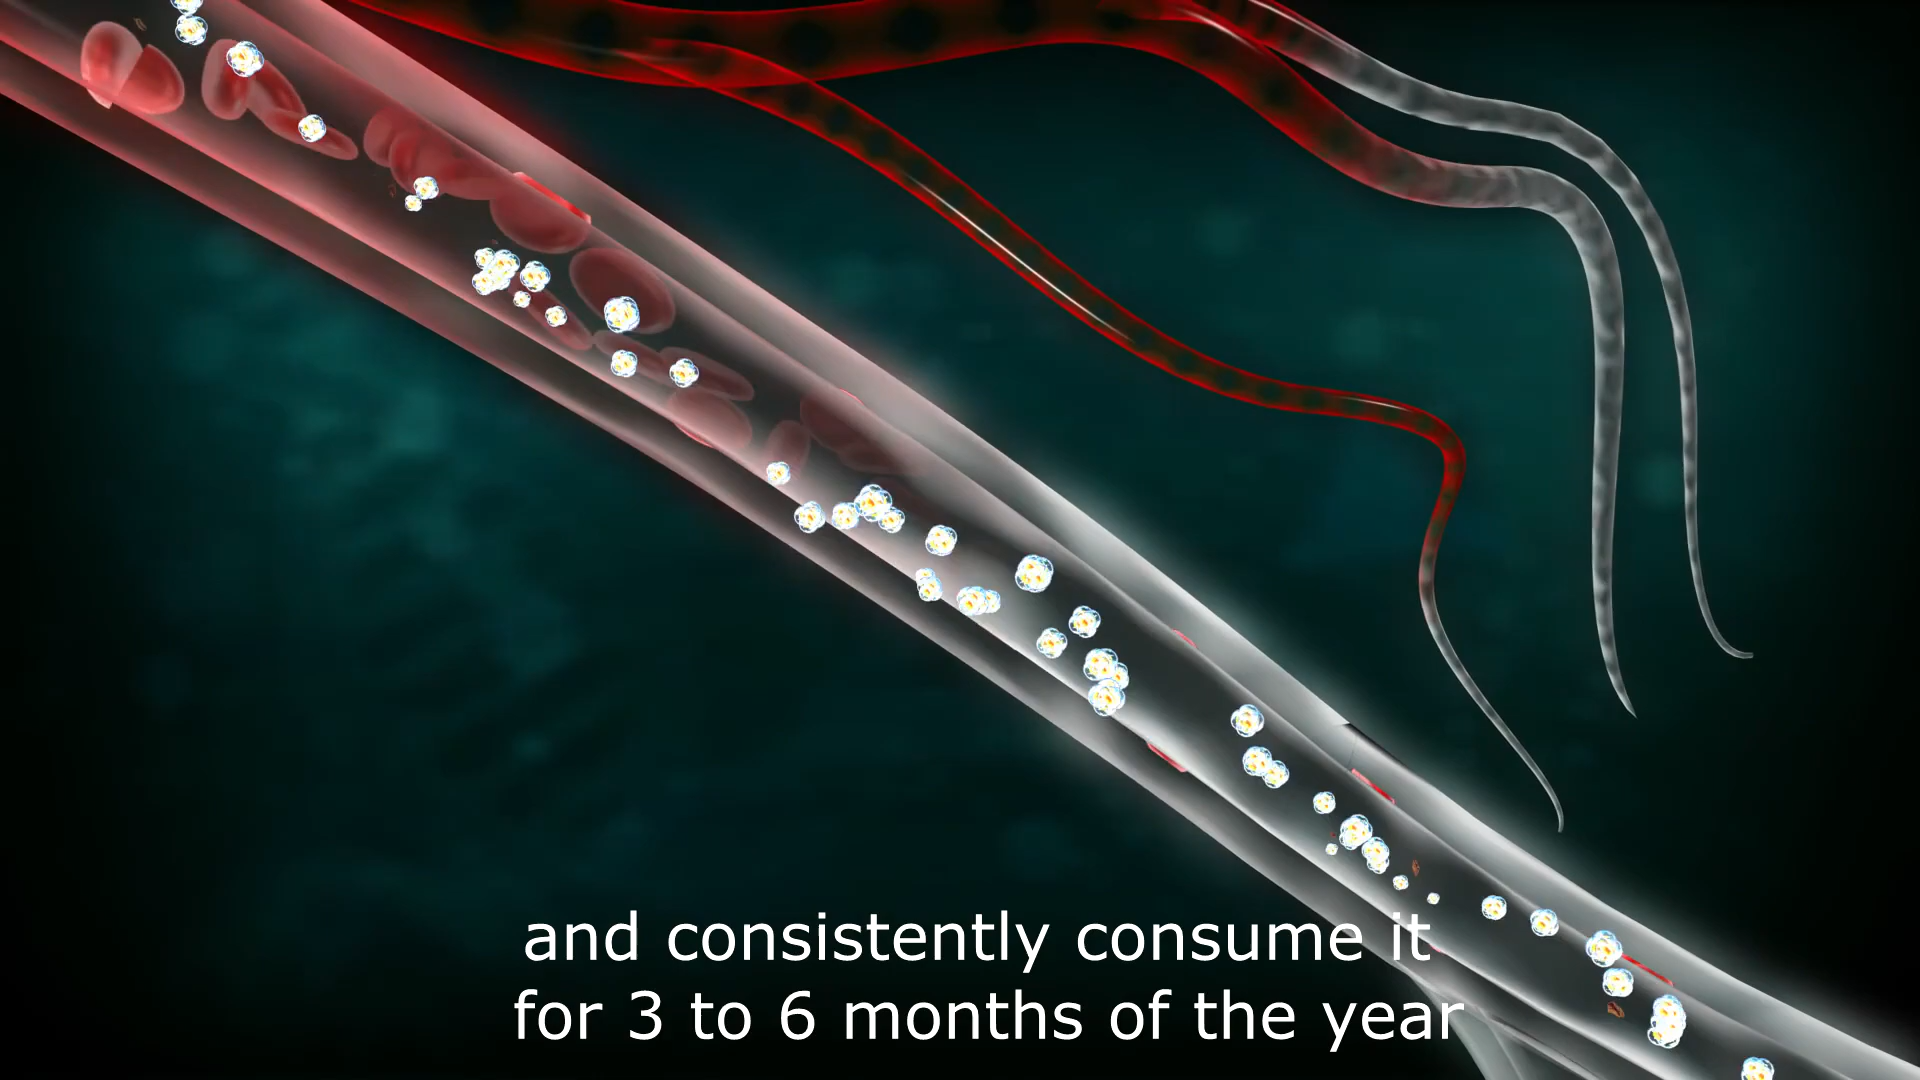 and consistently consume it
for 3 to 6 months of the year